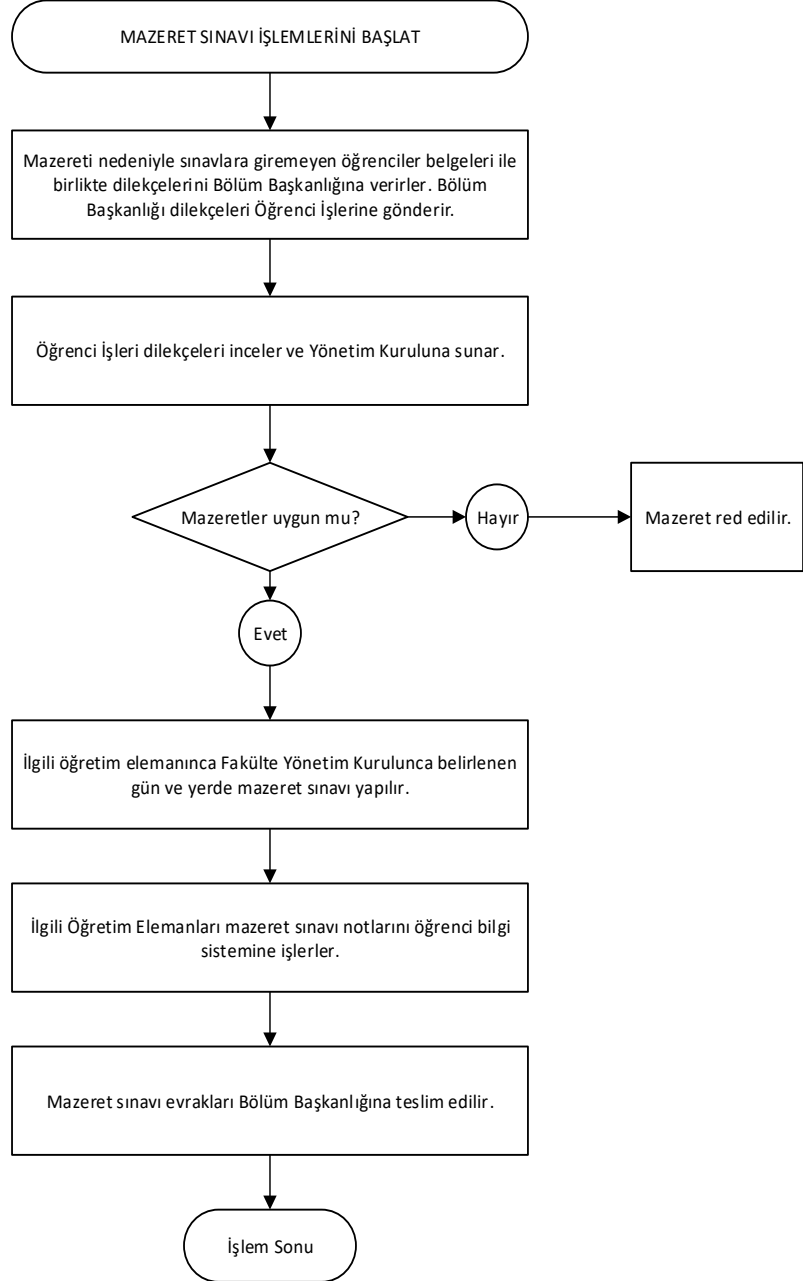 MAZERET SINAVI İŞLEMLERİNİ BAŞLAT
Mazereti nedeniyle sınavlara giremeyen öğrenciler belgeleri ile
birlikte dilekçelerini Bölüm Başkanlığına verirler. Bölüm
Başkanlığı dilekçeleri Öğrenci İşlerine gönderir.
Öğrenci İşleri dilekçeleri inceler ve Yönetim Kuruluna sunar.
Mazeretler uygun mu?
Hayır
Mazeret red edilir.
Evet
İlgili öğretim elemanınca Fakülte Yönetim Kurulunca belirlenen
gün ve yerde mazeret sınavı yapılır.
İlgili Öğretim Elemanları mazeret sınavı notlarını öğrenci bilgi
sistemine işlerler.
Mazeret sınavı evrakları Bölüm Başkanlığına teslim edilir.
İşlem Sonu